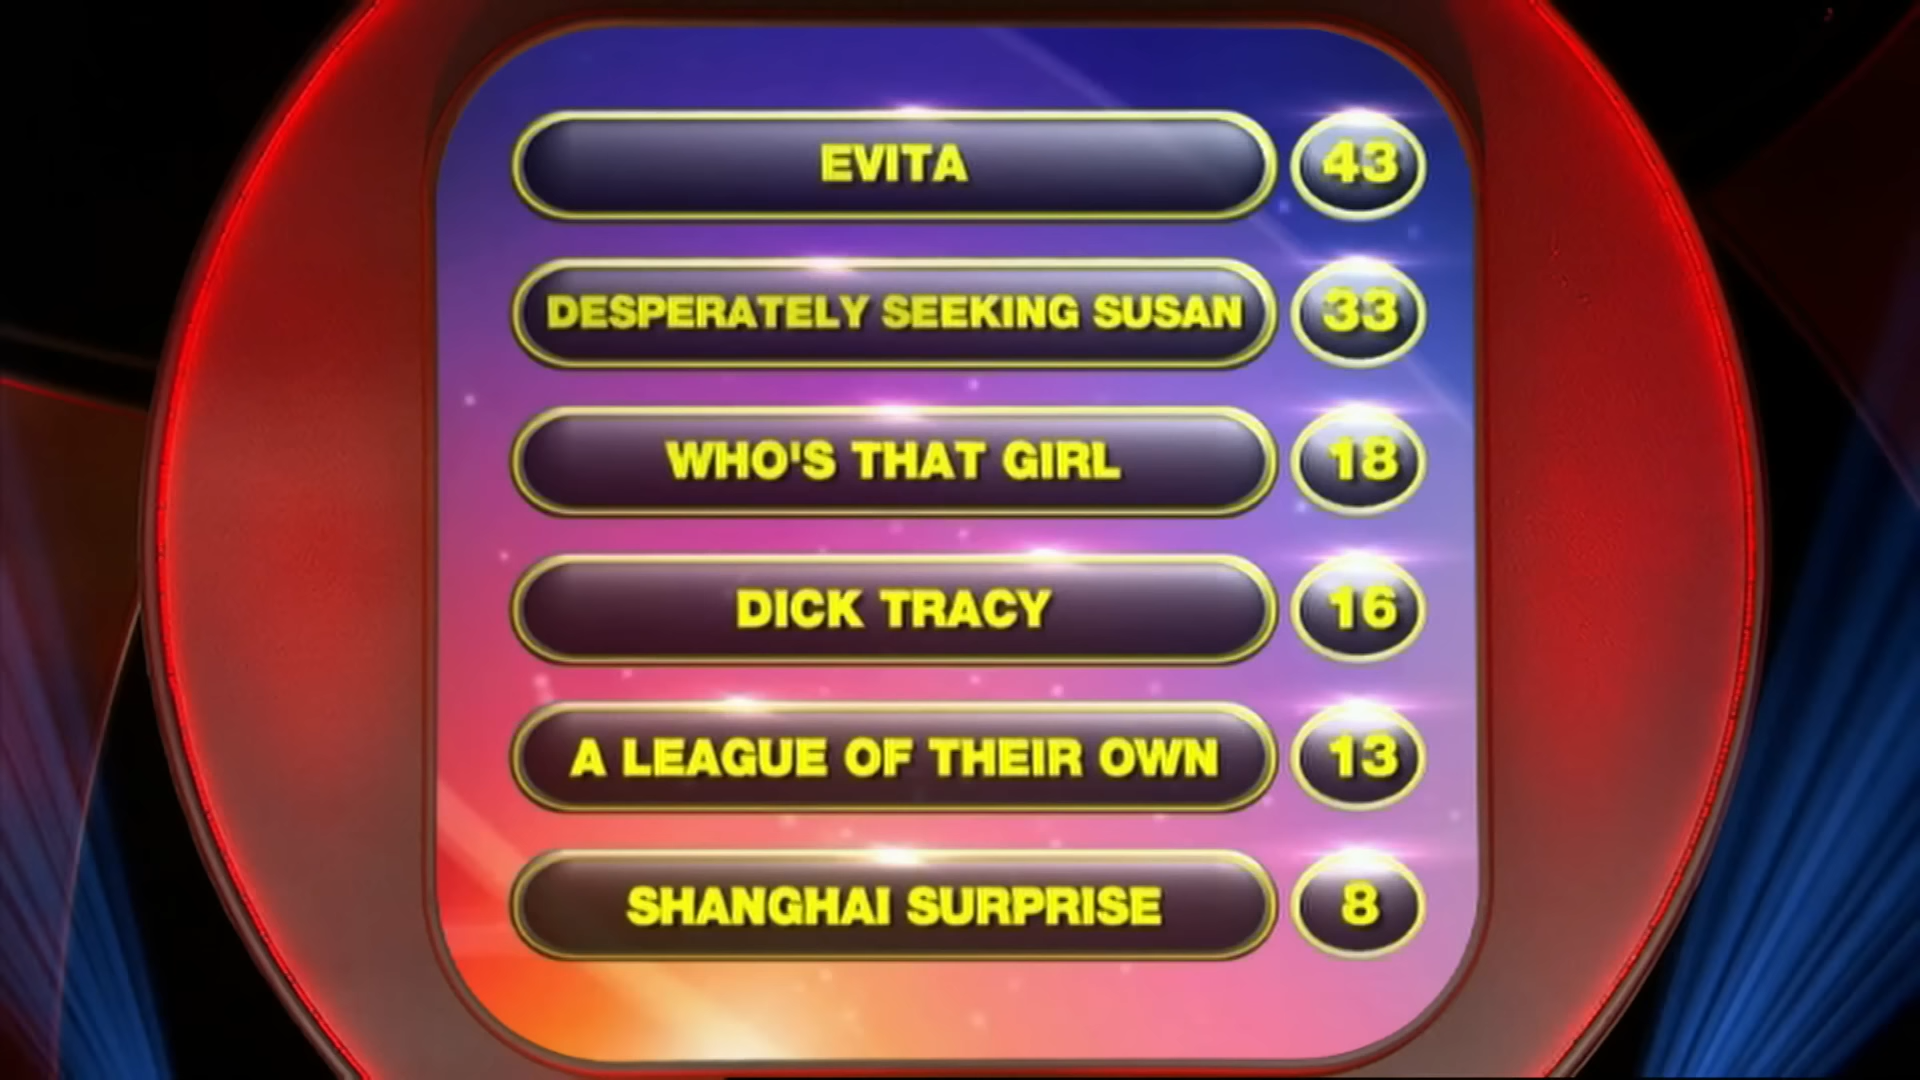 EVITA 43
DESPERATELY SEEKING SUSAN 33
WHO'S THAT GIRL 18
DICK TRACY 16
A LEAGUE OF THEIR OWN 13
SHANGHAI SURPRISE 8